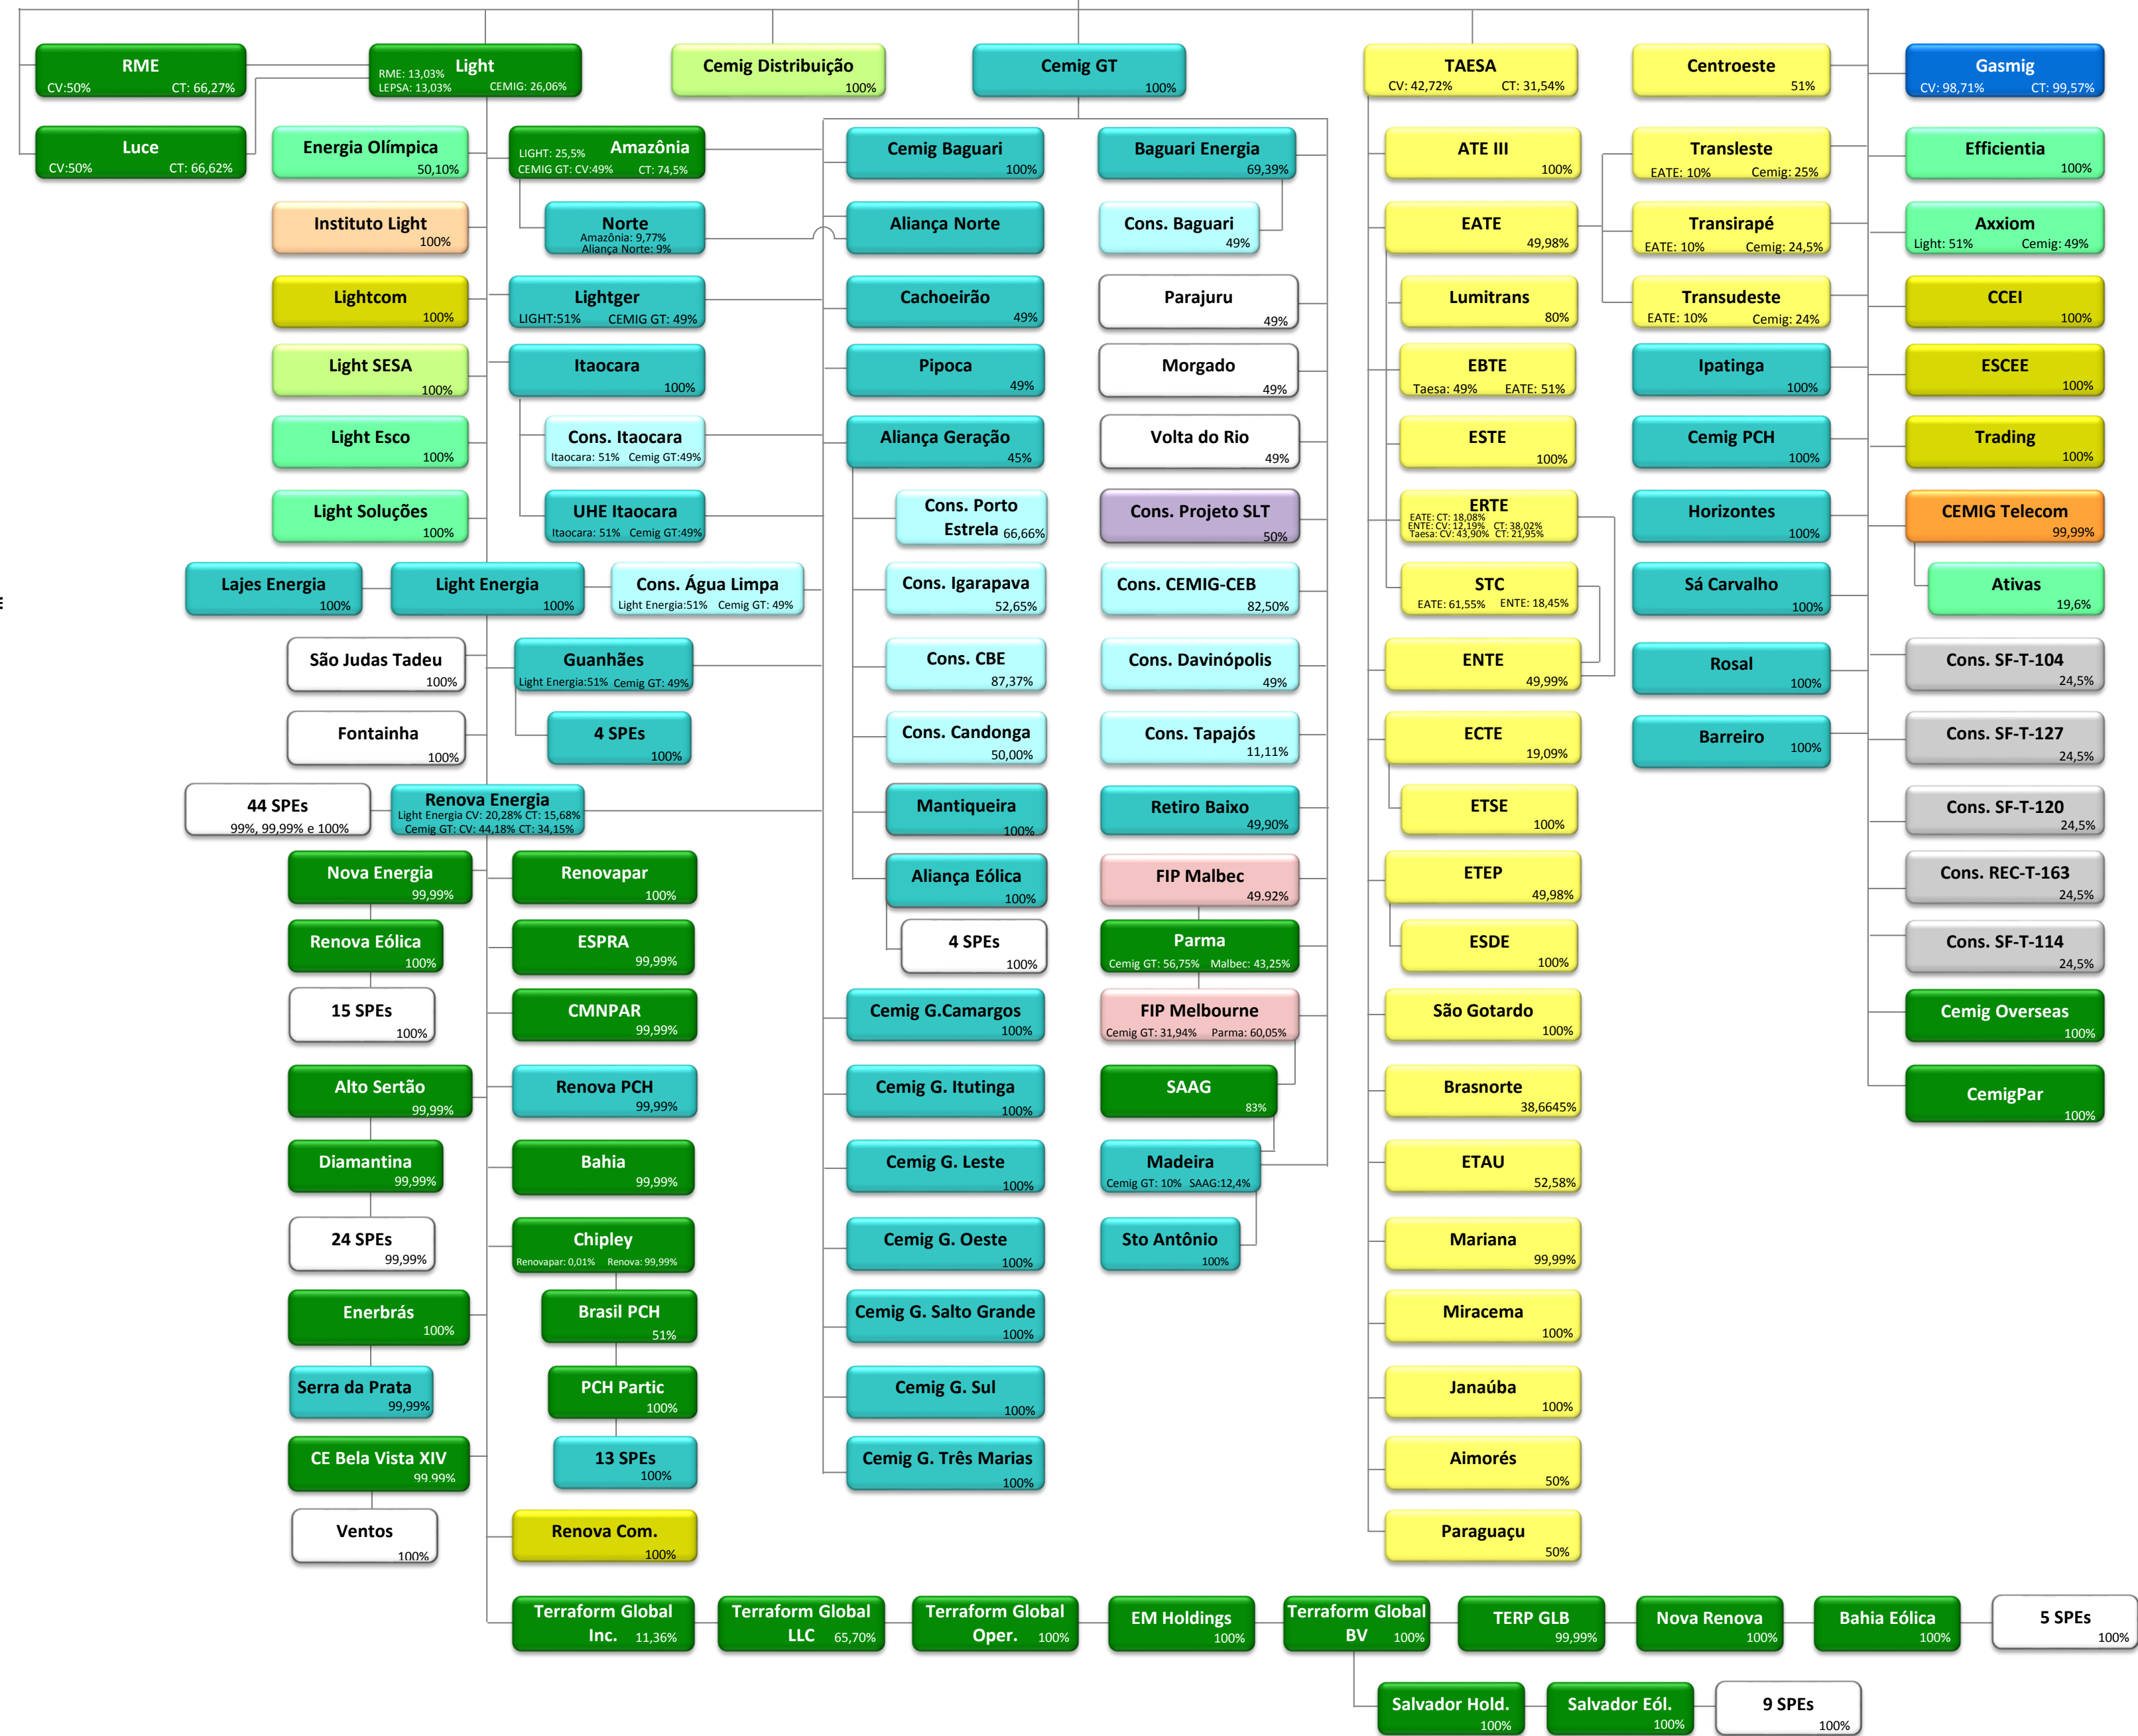 RME
CV:50% CT: 66,27%
Light
RME: 13,03%
LEPSA: 13,03% CEMIG: 26,06%
Cemig Distribuição
100%
Cemig GT
100%
TAESA
CV: 42,72% CT: 31,54%
Centroeste
51%
Gasmig
CV: 98,71% CT: 99,57%
Luce
CV:50% CT: 66,62%
Energia Olímpica
50,10%
LIGHT: 25,5% Amazônia
CEMIG GT: CV:49% CT: 74,5%
Cemig Baguari
100%
Baguari Energia
69,39%
ATE III
100%
Transleste
EATE: 10% Cemig: 25%
Efficientia
100%
Instituto Light
100%
Norte
Amazônia: 9,77%
Aliança Norte: 9%
Aliança Norte
Cons. Baguari
49%
EATE
49,98%
Transirapé
EATE: 10% Cemig: 24,5%
Axxiom
Light: 51% Cemig: 49%
Lightcom
100%
Lightger
LIGHT:51% CEMIG GT: 49%
Cachoeirão
49%
Parajuru
49%
Lumitrans
80%
Transudeste
EATE: 10% Cemig: 24%
CCEI
100%
Light SESA
100%
Itaocara
100%
Pipoca
49%
Morgado
49%
EBTE
Taesa: 49% EATE: 51%
Ipatinga
100%
ESCEE
100%
Light Esco
100%
Cons. Itaocara
Itaocara: 51% Cemig GT:49%
Aliança Geração
45%
Volta do Rio
49%
ESTE
100%
Cemig PCH
100%
Trading
100%
Light Soluções
100%
UHE Itaocara
Itaocara: 51% Cemig GT:49%
Cons. Porto
Estrela 66,66%
Cons. Projeto SLT
50%
ERTE
EATE: CT: 18,08%
ENTE: CV: 12,19% CT: 38,02%
Taesa: CV: 43,90% CT: 21,95%
Horizontes
100%
CEMIG Telecom
99,99%
Lajes Energia
100%
Light Energia
100%
Cons. Água Limpa
Light Energia:51% Cemig GT: 49%
Cons. Igarapava
52,65%
Cons. CEMIG-CEB
82,50%
STC
EATE: 61,55% ENTE: 18,45%
Sá Carvalho
100%
Ativas
19,6%
São Judas Tadeu
100%
Guanhães
Light Energia:51% Cemig GT: 49%
Cons. CBE
87,37%
Cons. Davinópolis
49%
ENTE
49,99%
Rosal
100%
Cons. SF-T-104
24,5%
Fontainha
100%
4 SPEs
100%
Cons. Candonga
50,00%
Cons. Tapajós
11,11%
ECTE
19,09%
Barreiro
100%
Cons. SF-T-127
24,5%
44 SPEs
99%, 99,99% e 100%
Renova Energia
Light Energia CV: 20,28% CT: 15,68%
Cemig GT: CV: 44,18% CT: 34,15%
Mantiqueira
100%
Retiro Baixo
49,90%
ETSE
100%
Cons. SF-T-120
24,5%
Nova Energia
99,99%
Renovapar
100%
Aliança Eólica
100%
FIP Malbec
49.92%
ETEP
49,98%
Cons. REC-T-163
24,5%
Renova Eólica
100%
ESPRA
99,99%
4 SPEs
100%
Parma
Cemig GT: 56,75% Malbec: 43,25%
ESDE
100%
Cons. SF-T-114
24,5%
15 SPEs
100%
CMNPAR
99,99%
Cemig G.Camargos
100%
FIP Melbourne
Cemig GT: 31,94% Parma: 60,05%
São Gotardo
100%
Cemig Overseas
100%
Alto Sertão
99,99%
Renova PCH
99,99%
Cemig G. Itutinga
100%
SAAG
83%
Brasnorte
38,6645%
CemigPar
100%
Diamantina
99,99%
Bahia
99,99%
Cemig G. Leste
100%
Madeira
Cemig GT: 10% SAAG:12,4%
ETAU
52,58%
24 SPEs
99,99%
Chipley
Renovapar: 0,01% Renova: 99,99%
Cemig G. Oeste
100%
Sto Antônio
100%
Mariana
99,99%
Enerbrás
100%
Brasil PCH
51%
Cemig G. Salto Grande
100%
Miracema
100%
Serra da Prata
99,99%
PCH Partic
100%
Cemig G. Sul
100%
Janaúba
100%
CE Bela Vista XIV
99,99%
13 SPEs
100%
Cemig G. Três Marias
100%
Aimorés
50%
Ventos
100%
Renova Com.
100%
Paraguaçu
50%
Terraform Global
Inc. 11,36%
Terraform Global
LLC 65,70%
Terraform Global
Oper. 100%
EM Holdings
100%
Terraform Global
BV 100%
TERP GLB
99,99%
Nova Renova
100%
Bahia Eólica
100%
5 SPEs
100%
Salvador Hold.
100%
Salvador Eól.
100%
9 SPEs
100%